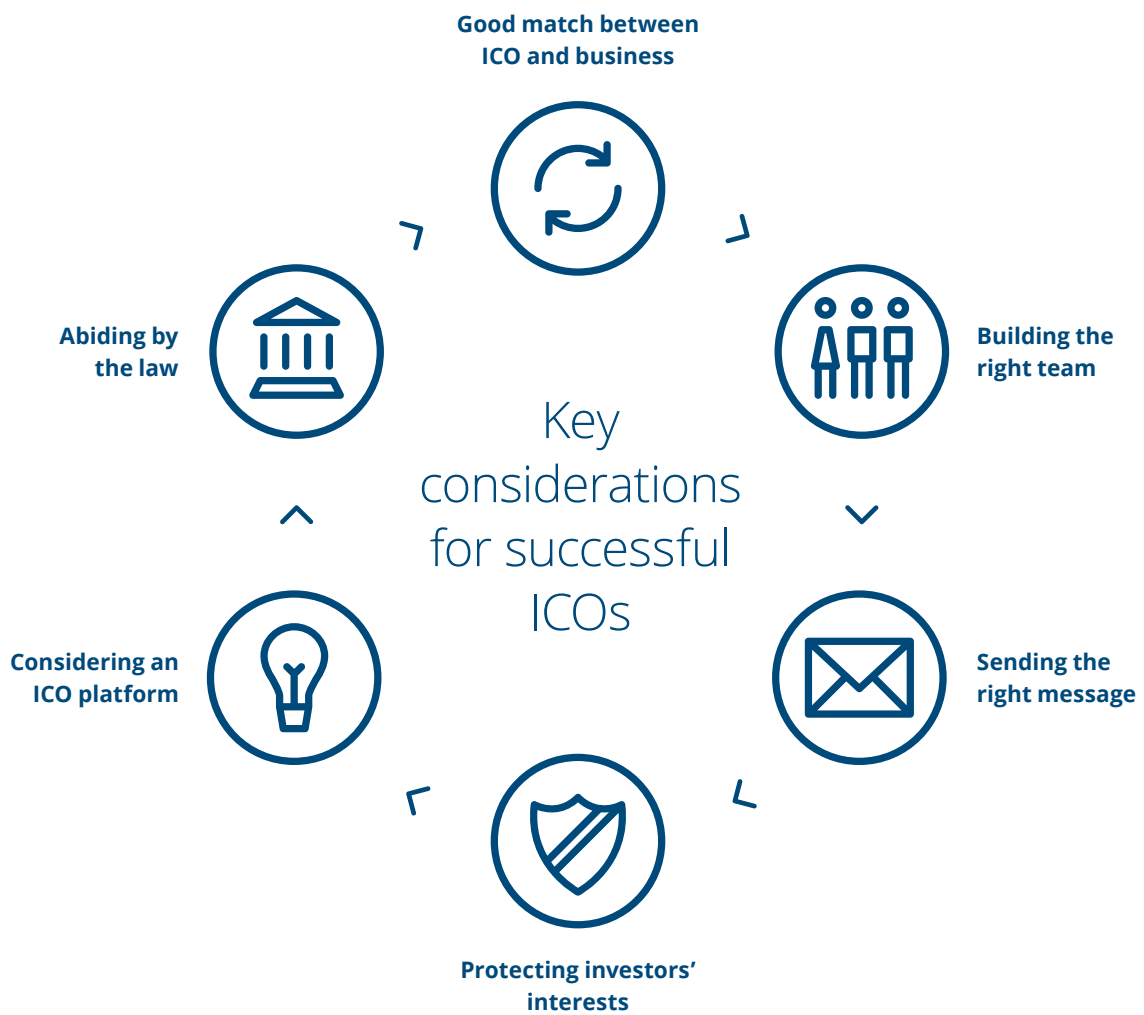 Good match between
ICO and business
Abiding by
the law
Building the
right team
Key
considerations
for successful
ICOs
Considering an
ICO platform
Sending the
right message
Protecting investors’
interests